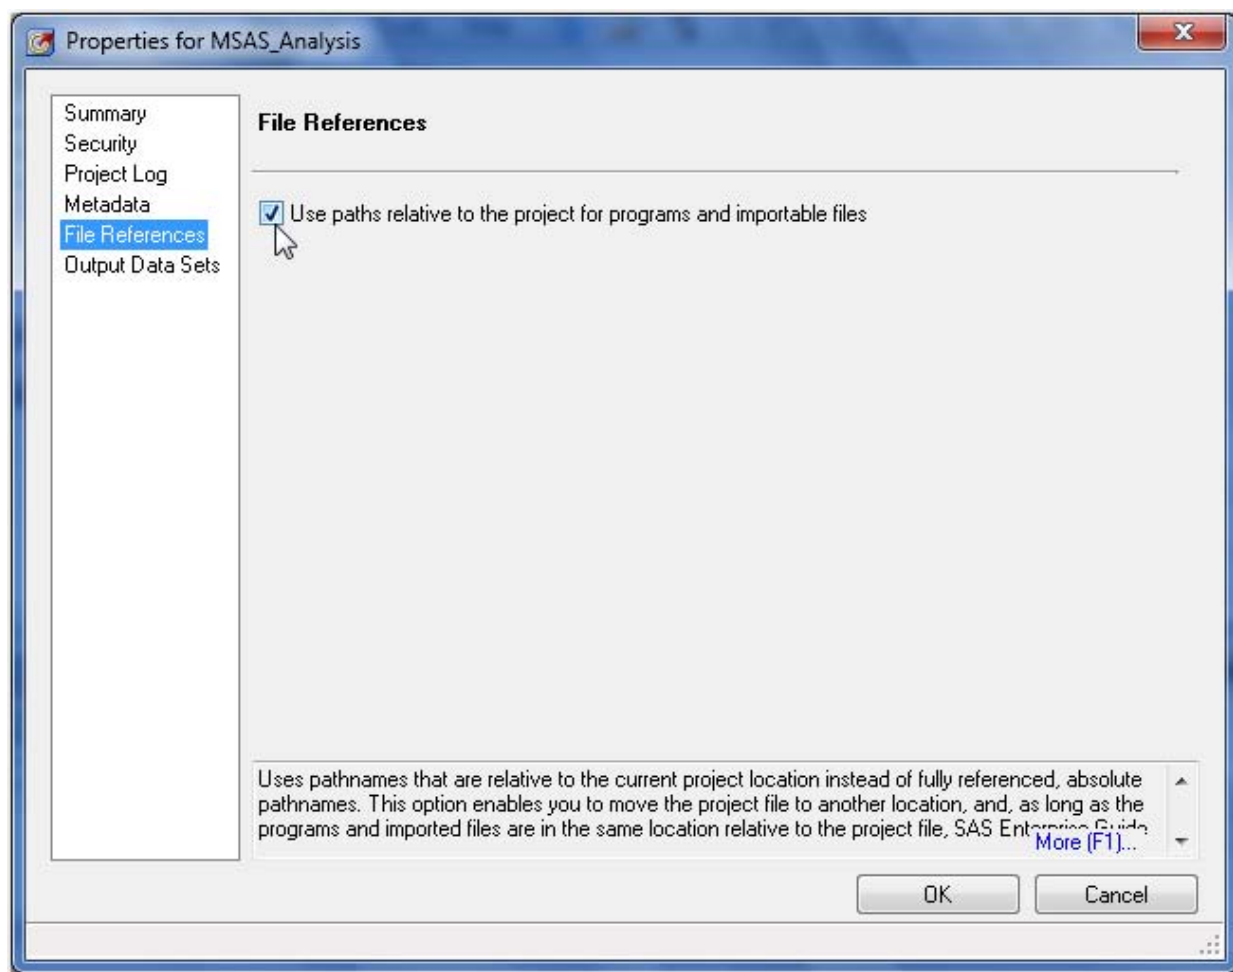 Properties for MSAS_Analysis
Summary
Security
Project Log
Metadata
File References
Output Data Sets
File References
Use paths relative to the project for programs and importable files
Uses pathnames that are relative to the current project location instead of fully referenced, absolute
pathnames. This option enables you to move the project file to another location, and, as long as the
programs and imported files are in the same location relative to the project file, SAS Enterprise Guide
More (F1)...
OK
Cancel